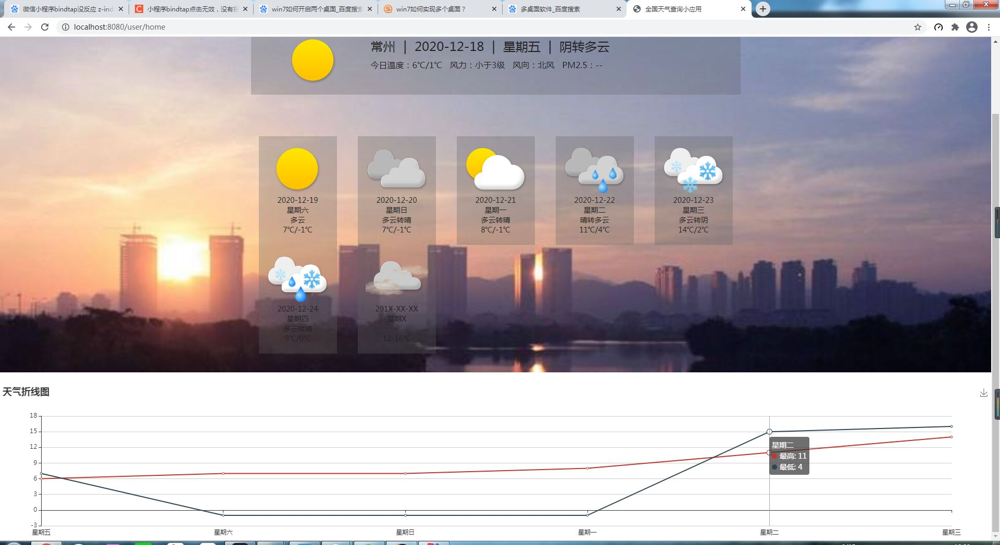 微信小程序bindtap没反应 z-ind
小程序bindtap点击无效，没有报
win7如何开启两个桌面_百度搜索
win7如何实现多个桌面？
多桌面软件_百度搜索
全国天气查询小应用
localhost:8080/user/home
常州 | 2020-12-18 | 星期五 | 阴转多云
今日温度：6℃/1℃ 风力：小于3级 风向：北风 PM2.5：--
2020-12-19
星期六
多云
7℃/-1℃
2020-12-20
星期日
多云转晴
7℃/-1℃
2020-12-21
星期一
多云转晴
8℃/-1℃
2020-12-22
星期二
晴转多云
11℃/4℃
2020-12-23
星期三
多云转阴
14℃/2℃
2020-12-24
星期四
多云转晴
9℃/0℃
201X-XX-XX
星期X
-
12-16℃
天气折线图
18
15
12
9
6
3
0
-3
星期二
最高: 11
最低: 4
星期五
星期六
星期日
星期一
星期二
星期三